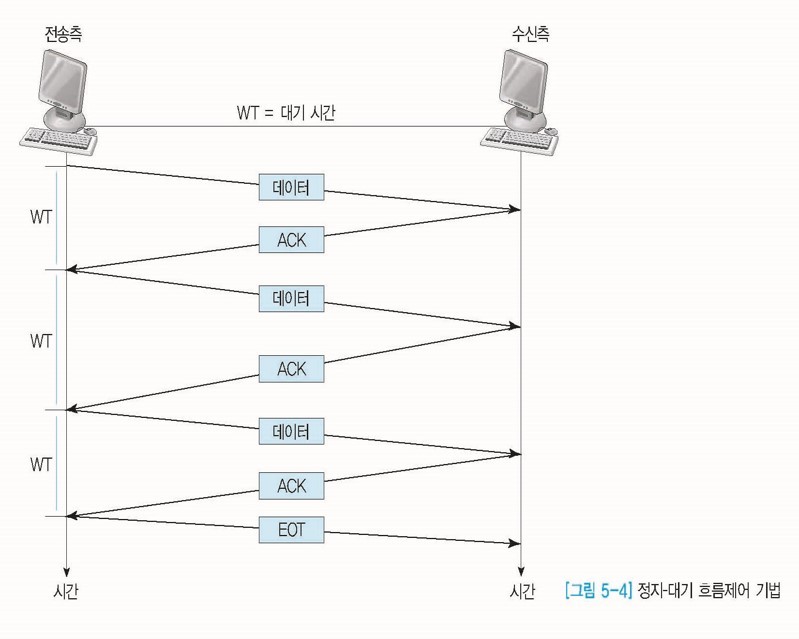 전송측
수신측
WT = 대기 시간
데이터
WT
ACK
데이터
WT
ACK
데이터
WT
ACK
EOT
시간
시간
[그림 5-4] 정지-대기 흐름제어 기법